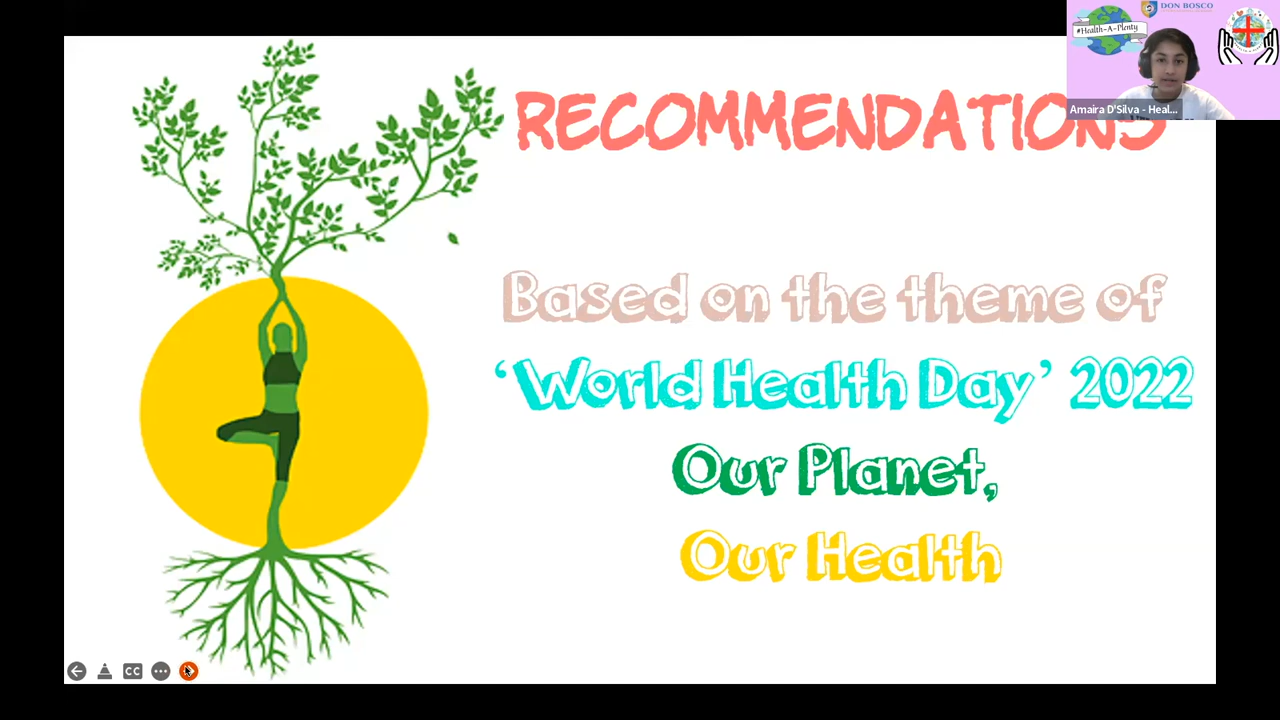 DON BOSCO
#Health-A-Plenty
Amaira D'Silva - Heal...
RECOMMENDATIONS
Based on the theme of
‘World Health Day’ 2022
Our Planet,
Our Health
CC